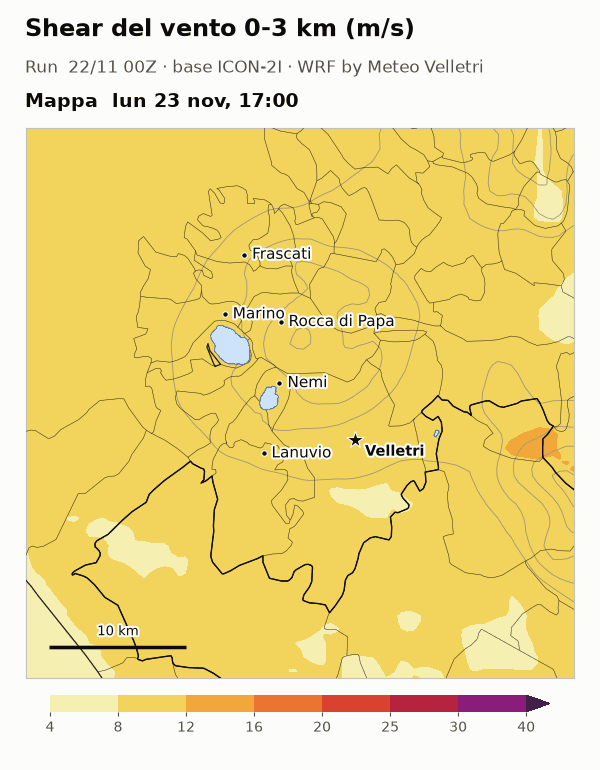 Shear del vento 0-3 km (m/s)
Run  22/11 00Z · base ICON-2I · WRF by Meteo Velletri
Mappa  lun 23 nov, 17:00
Frascati
Marino
Rocca di Papa
Nemi
Velletri
Lanuvio
10 km
4 8 12 16 20 25 30 40